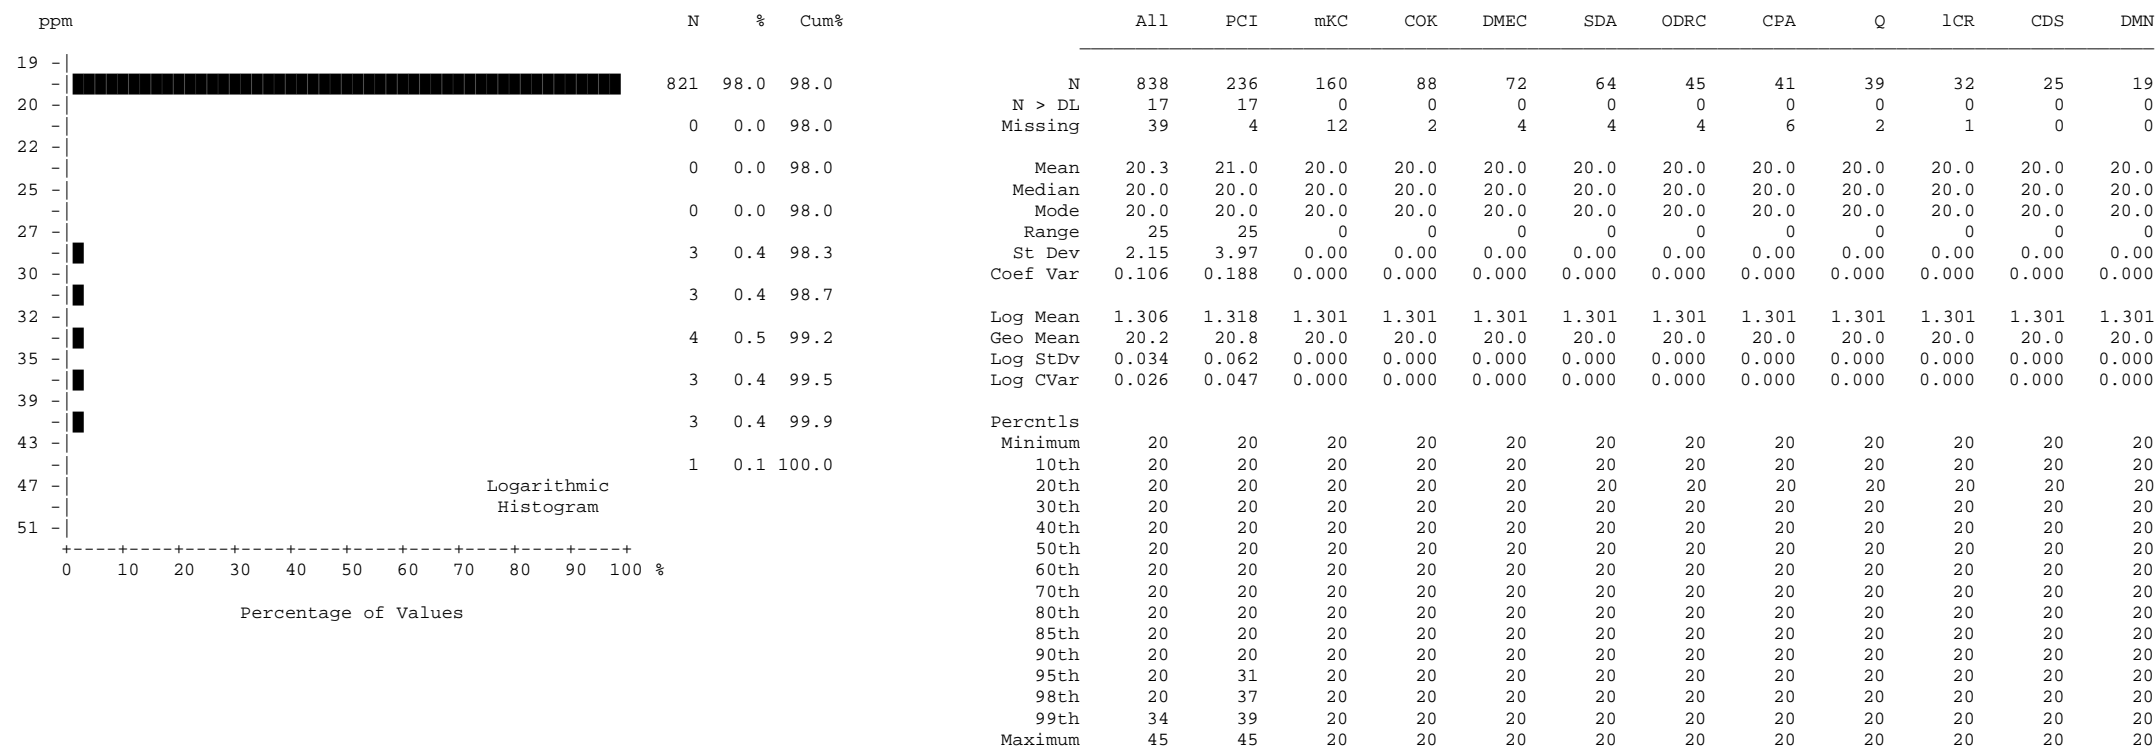 ppm N % Cum% All PCI mKC COK DMEC SDA ODRC CPA Q lCR CDS DMN
19 -|
-| 821 98.0 98.0 N 838 236 160 88 72 64 45 41 39 32 25 19
20 -| N > DL 17 17 0 0 0 0 0 0 0 0 0 0
-| 0 0.0 98.0 Missing 39 4 12 2 4 4 4 6 2 1 0 0
22 -|
-| 0 0.0 98.0 Mean 20.3 21.0 20.0 20.0 20.0 20.0 20.0 20.0 20.0 20.0 20.0 20.0
25 -| Median 20.0 20.0 20.0 20.0 20.0 20.0 20.0 20.0 20.0 20.0 20.0 20.0
-| 0 0.0 98.0 Mode 20.0 20.0 20.0 20.0 20.0 20.0 20.0 20.0 20.0 20.0 20.0 20.0
27 -| Range 25 25 0 0 0 0 0 0 0 0 0 0
-| 3 0.4 98.3 St Dev 2.15 3.97 0.00 0.00 0.00 0.00 0.00 0.00 0.00 0.00 0.00 0.00
30 -| Coef Var 0.106 0.188 0.000 0.000 0.000 0.000 0.000 0.000 0.000 0.000 0.000 0.000
-| 3 0.4 98.7
32 -| Log Mean 1.306 1.318 1.301 1.301 1.301 1.301 1.301 1.301 1.301 1.301 1.301 1.301
-| 4 0.5 99.2 Geo Mean 20.2 20.8 20.0 20.0 20.0 20.0 20.0 20.0 20.0 20.0 20.0 20.0
35 -| Log StDv 0.034 0.062 0.000 0.000 0.000 0.000 0.000 0.000 0.000 0.000 0.000 0.000
-| 3 0.4 99.5 Log CVar 0.026 0.047 0.000 0.000 0.000 0.000 0.000 0.000 0.000 0.000 0.000 0.000
39 -|
-| 3 0.4 99.9 Percntls
43 -| Minimum 20 20 20 20 20 20 20 20 20 20 20 20
-| 1 0.1 100.0 10th 20 20 20 20 20 20 20 20 20 20 20 20
47 -| Logarithmic 20th 20 20 20 20 20 20 20 20 20 20 20 20
-| Histogram 30th 20 20 20 20 20 20 20 20 20 20 20 20
51 -| 40th 20 20 20 20 20 20 20 20 20 20 20 20
+----+----+----+----+----+----+----+----+----+----+ 50th 20 20 20 20 20 20 20 20 20 20 20 20
0 10 20 30 40 50 60 70 80 90 100 % 60th 20 20 20 20 20 20 20 20 20 20 20 20
70th 20 20 20 20 20 20 20 20 20 20 20 20
Percentage of Values 80th 20 20 20 20 20 20 20 20 20 20 20 20
85th 20 20 20 20 20 20 20 20 20 20 20 20
90th 20 20 20 20 20 20 20 20 20 20 20 20
95th 20 31 20 20 20 20 20 20 20 20 20 20
98th 20 37 20 20 20 20 20 20 20 20 20 20
99th 34 39 20 20 20 20 20 20 20 20 20 20
Maximum 45 45 20 20 20 20 20 20 20 20 20 20